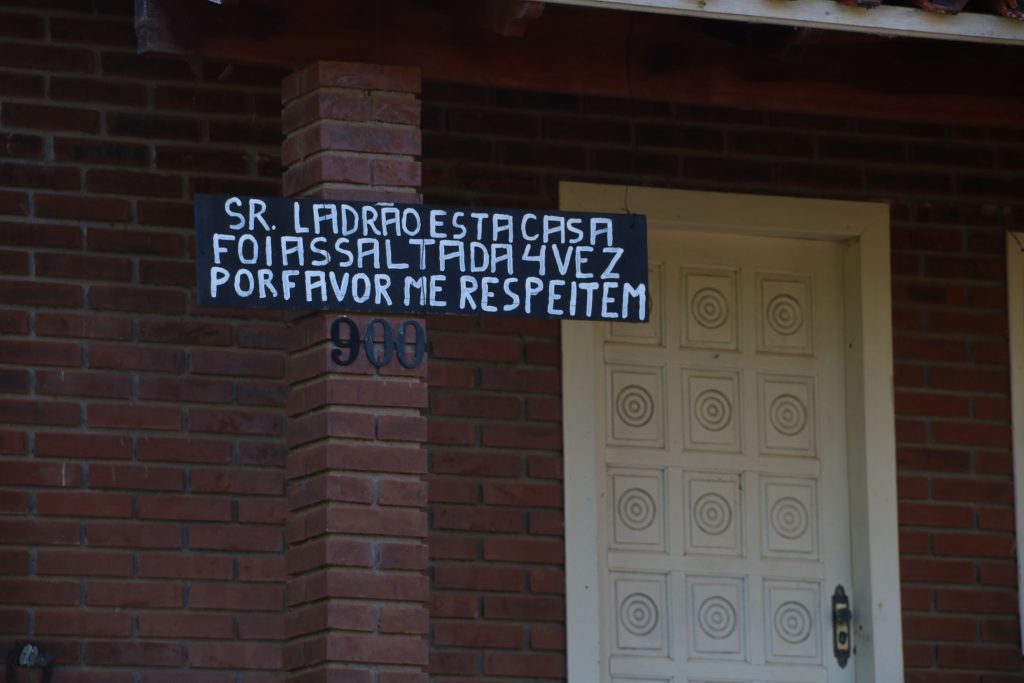 SR. LADRÃO ESTA CASA
FOI ASSALTADA 4 VEZ
POR FAVOR ME RESPEITEM
900